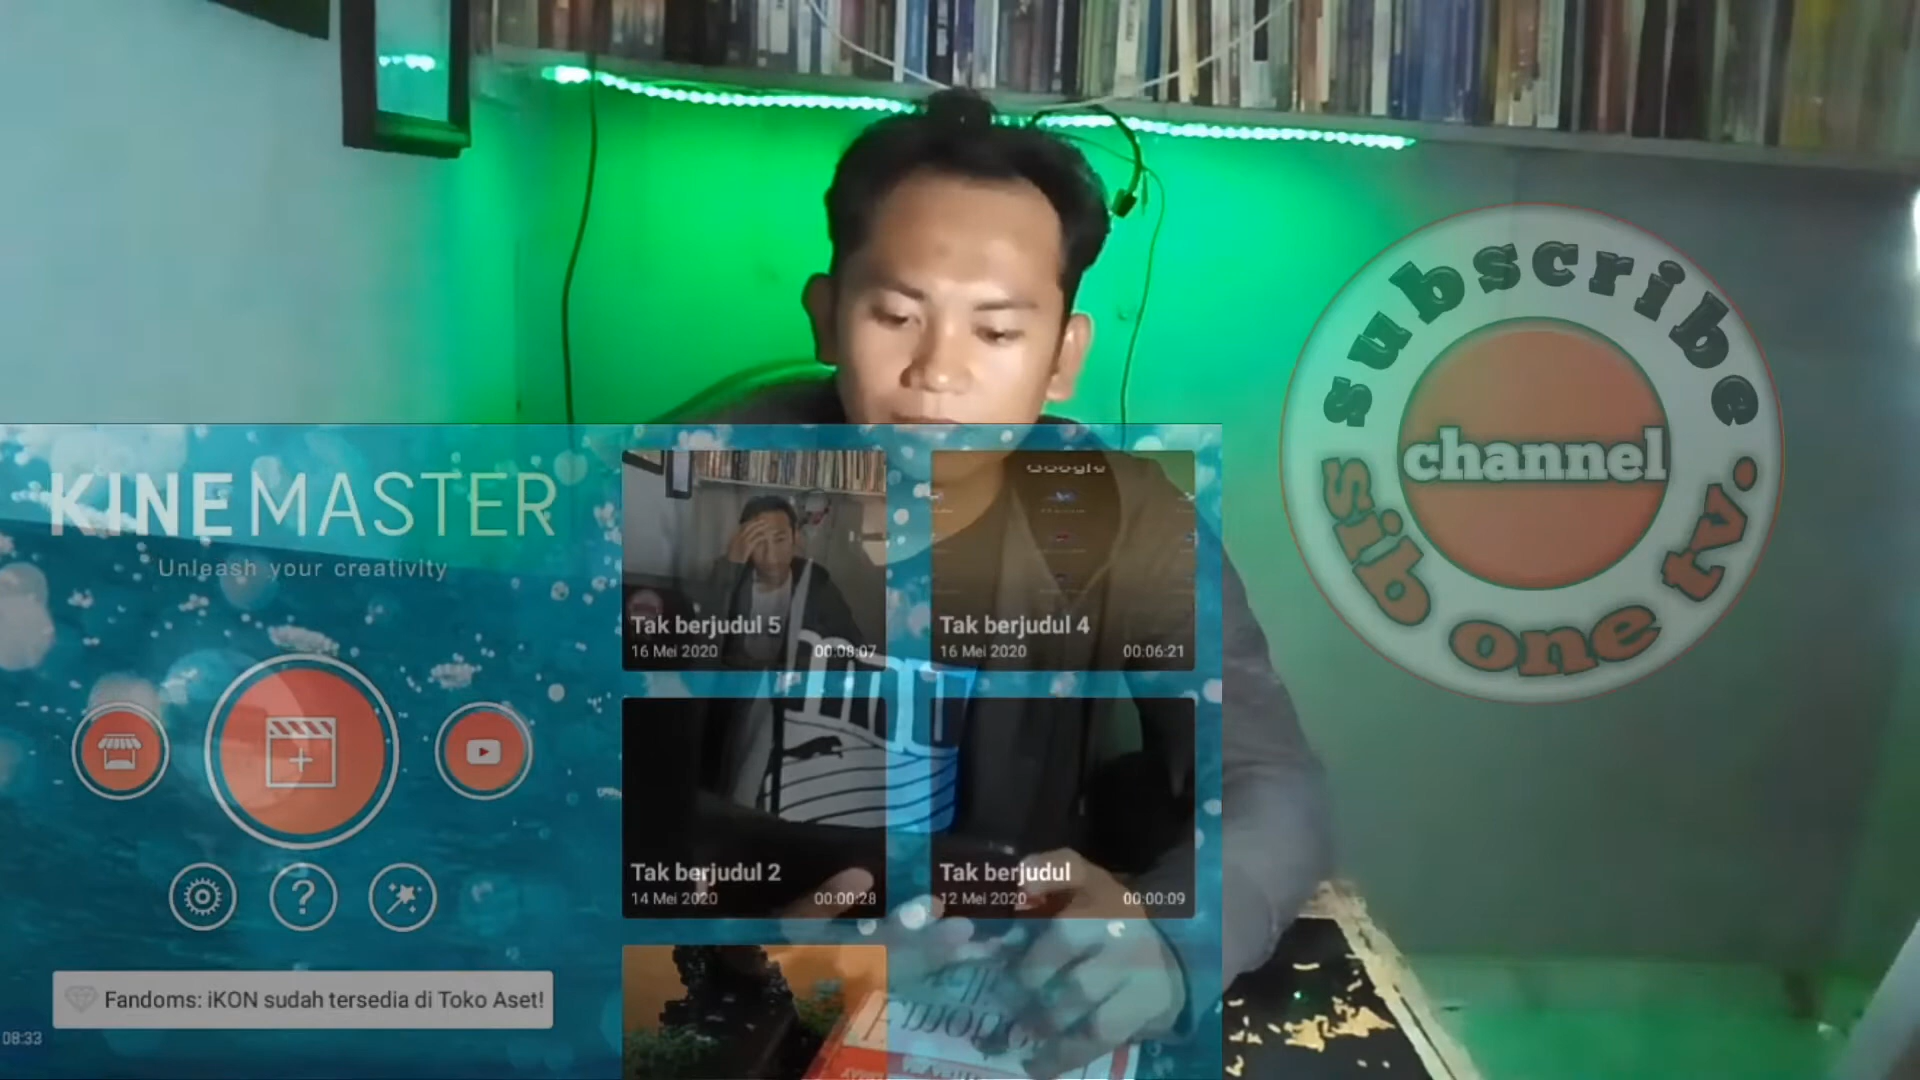 subscribe
channel
sib one tv.
KINEMASTER
Unleash your creativity
Google
Tak berjudul 5
16 Mei 2020 00:08:07
Tak berjudul 4
16 Mei 2020 00:06:21
Tak berjudul 2
14 Mei 2020 00:00:28
Tak berjudul
12 Mei 2020 00:00:09
Fandoms: iKON sudah tersedia di Toko Aset!
08:33